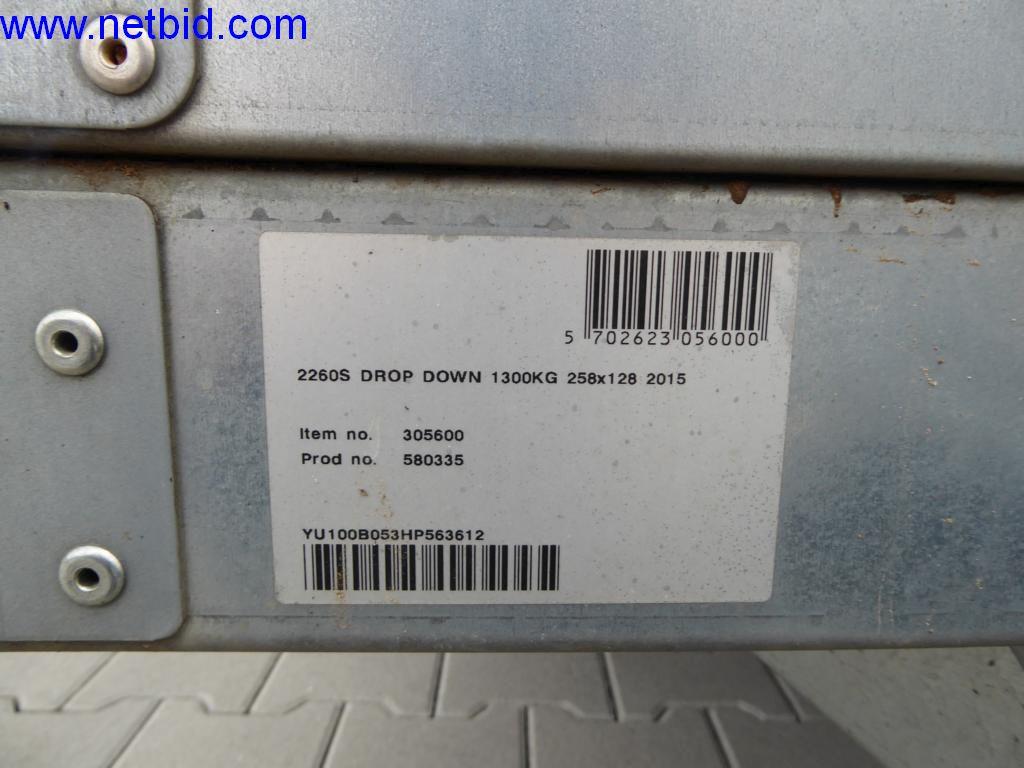 www.netbid.com
5 702623 056000
2260S DROP DOWN 1300KG 258x128 2015
Item no. 305600
Prod no. 580335
YU100B053HP563612